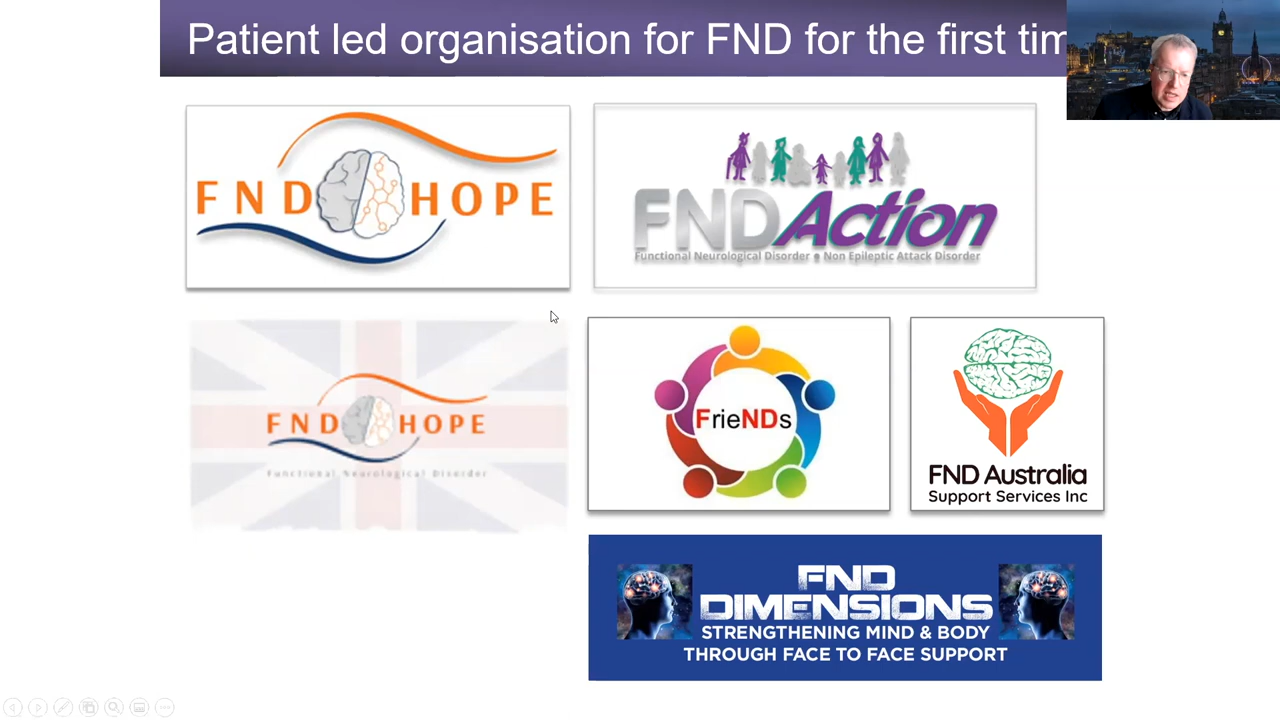 Patient led organisation for FND for the first tim
FND HOPE
FNDAction
Functional Neurological Disorder • Non Epileptic Attack Disorder
FND HOPE
Functional Neurological Disorder
FrieNDs
FND Australia
Support Services Inc
FND
DIMENSIONS
STRENGTHENING MIND & BODY
THROUGH FACE TO FACE SUPPORT